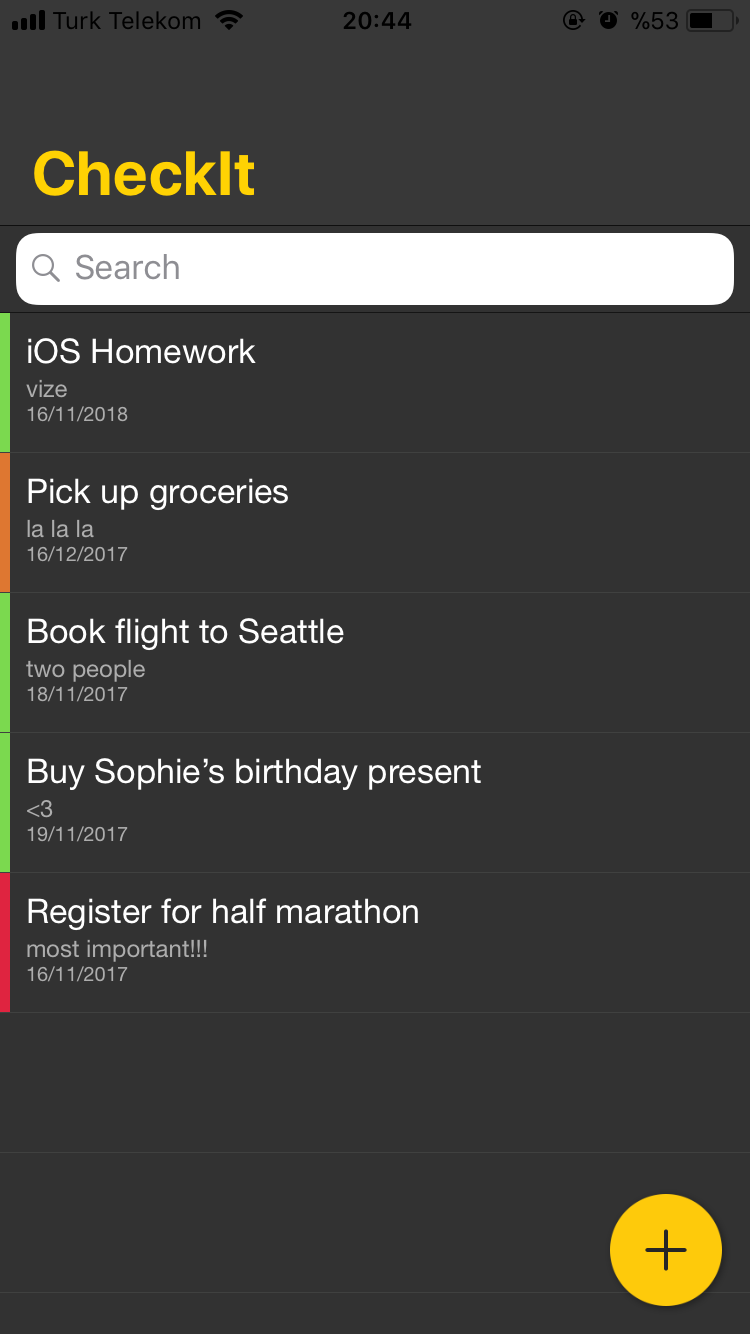 Turk Telekom 20:44 %53
CheckIt
Search
iOS Homework
vize
16/11/2018
Pick up groceries
la la la
16/12/2017
Book flight to Seattle
two people
18/11/2017
Buy Sophie’s birthday present
<3
19/11/2017
Register for half marathon
most important!!!
16/11/2017